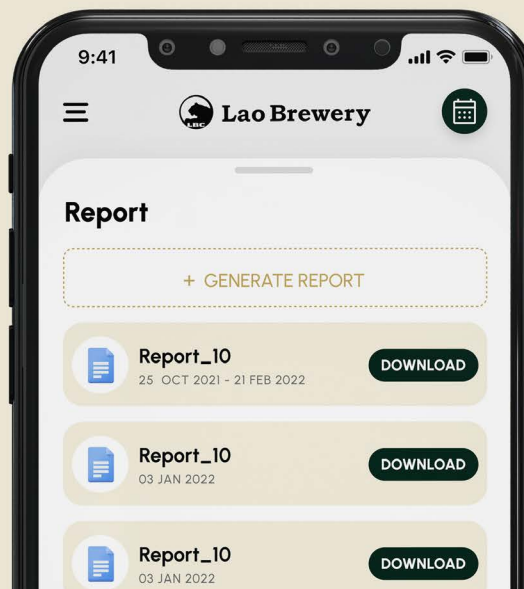 9:41
LBC
Lao Brewery
Report
+ GENERATE REPORT
Report_10
25 OCT 2021 - 21 FEB 2022
DOWNLOAD
Report_10
03 JAN 2022
DOWNLOAD
Report_10
03 JAN 2022
DOWNLOAD